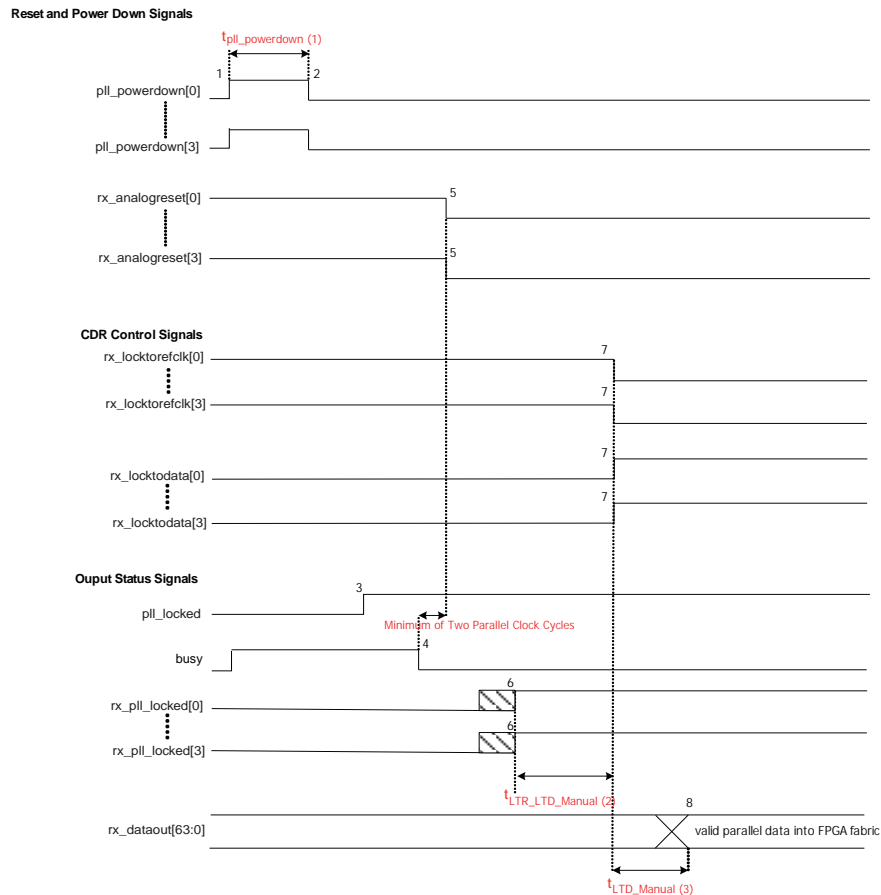 Reset and Power Down Signals
tpll_powerdown (1)
1
2
pll_powerdown[0]
pll_powerdown[3]
rx_analogreset[0]
5
rx_analogreset[3]
5
CDR Control Signals
rx_locktorefclk[0]
7
rx_locktorefclk[3]
7
rx_locktodata[0]
7
rx_locktodata[3]
7
Ouput Status Signals
3
pll_locked
Minimum of Two Parallel Clock Cycles
busy
4
rx_pll_locked[0]
6
rx_pll_locked[3]
6
tLTR_LTD_Manual (2)
rx_dataout[63:0]
8
valid parallel data into FPGA fabric
tLTD_Manual (3)